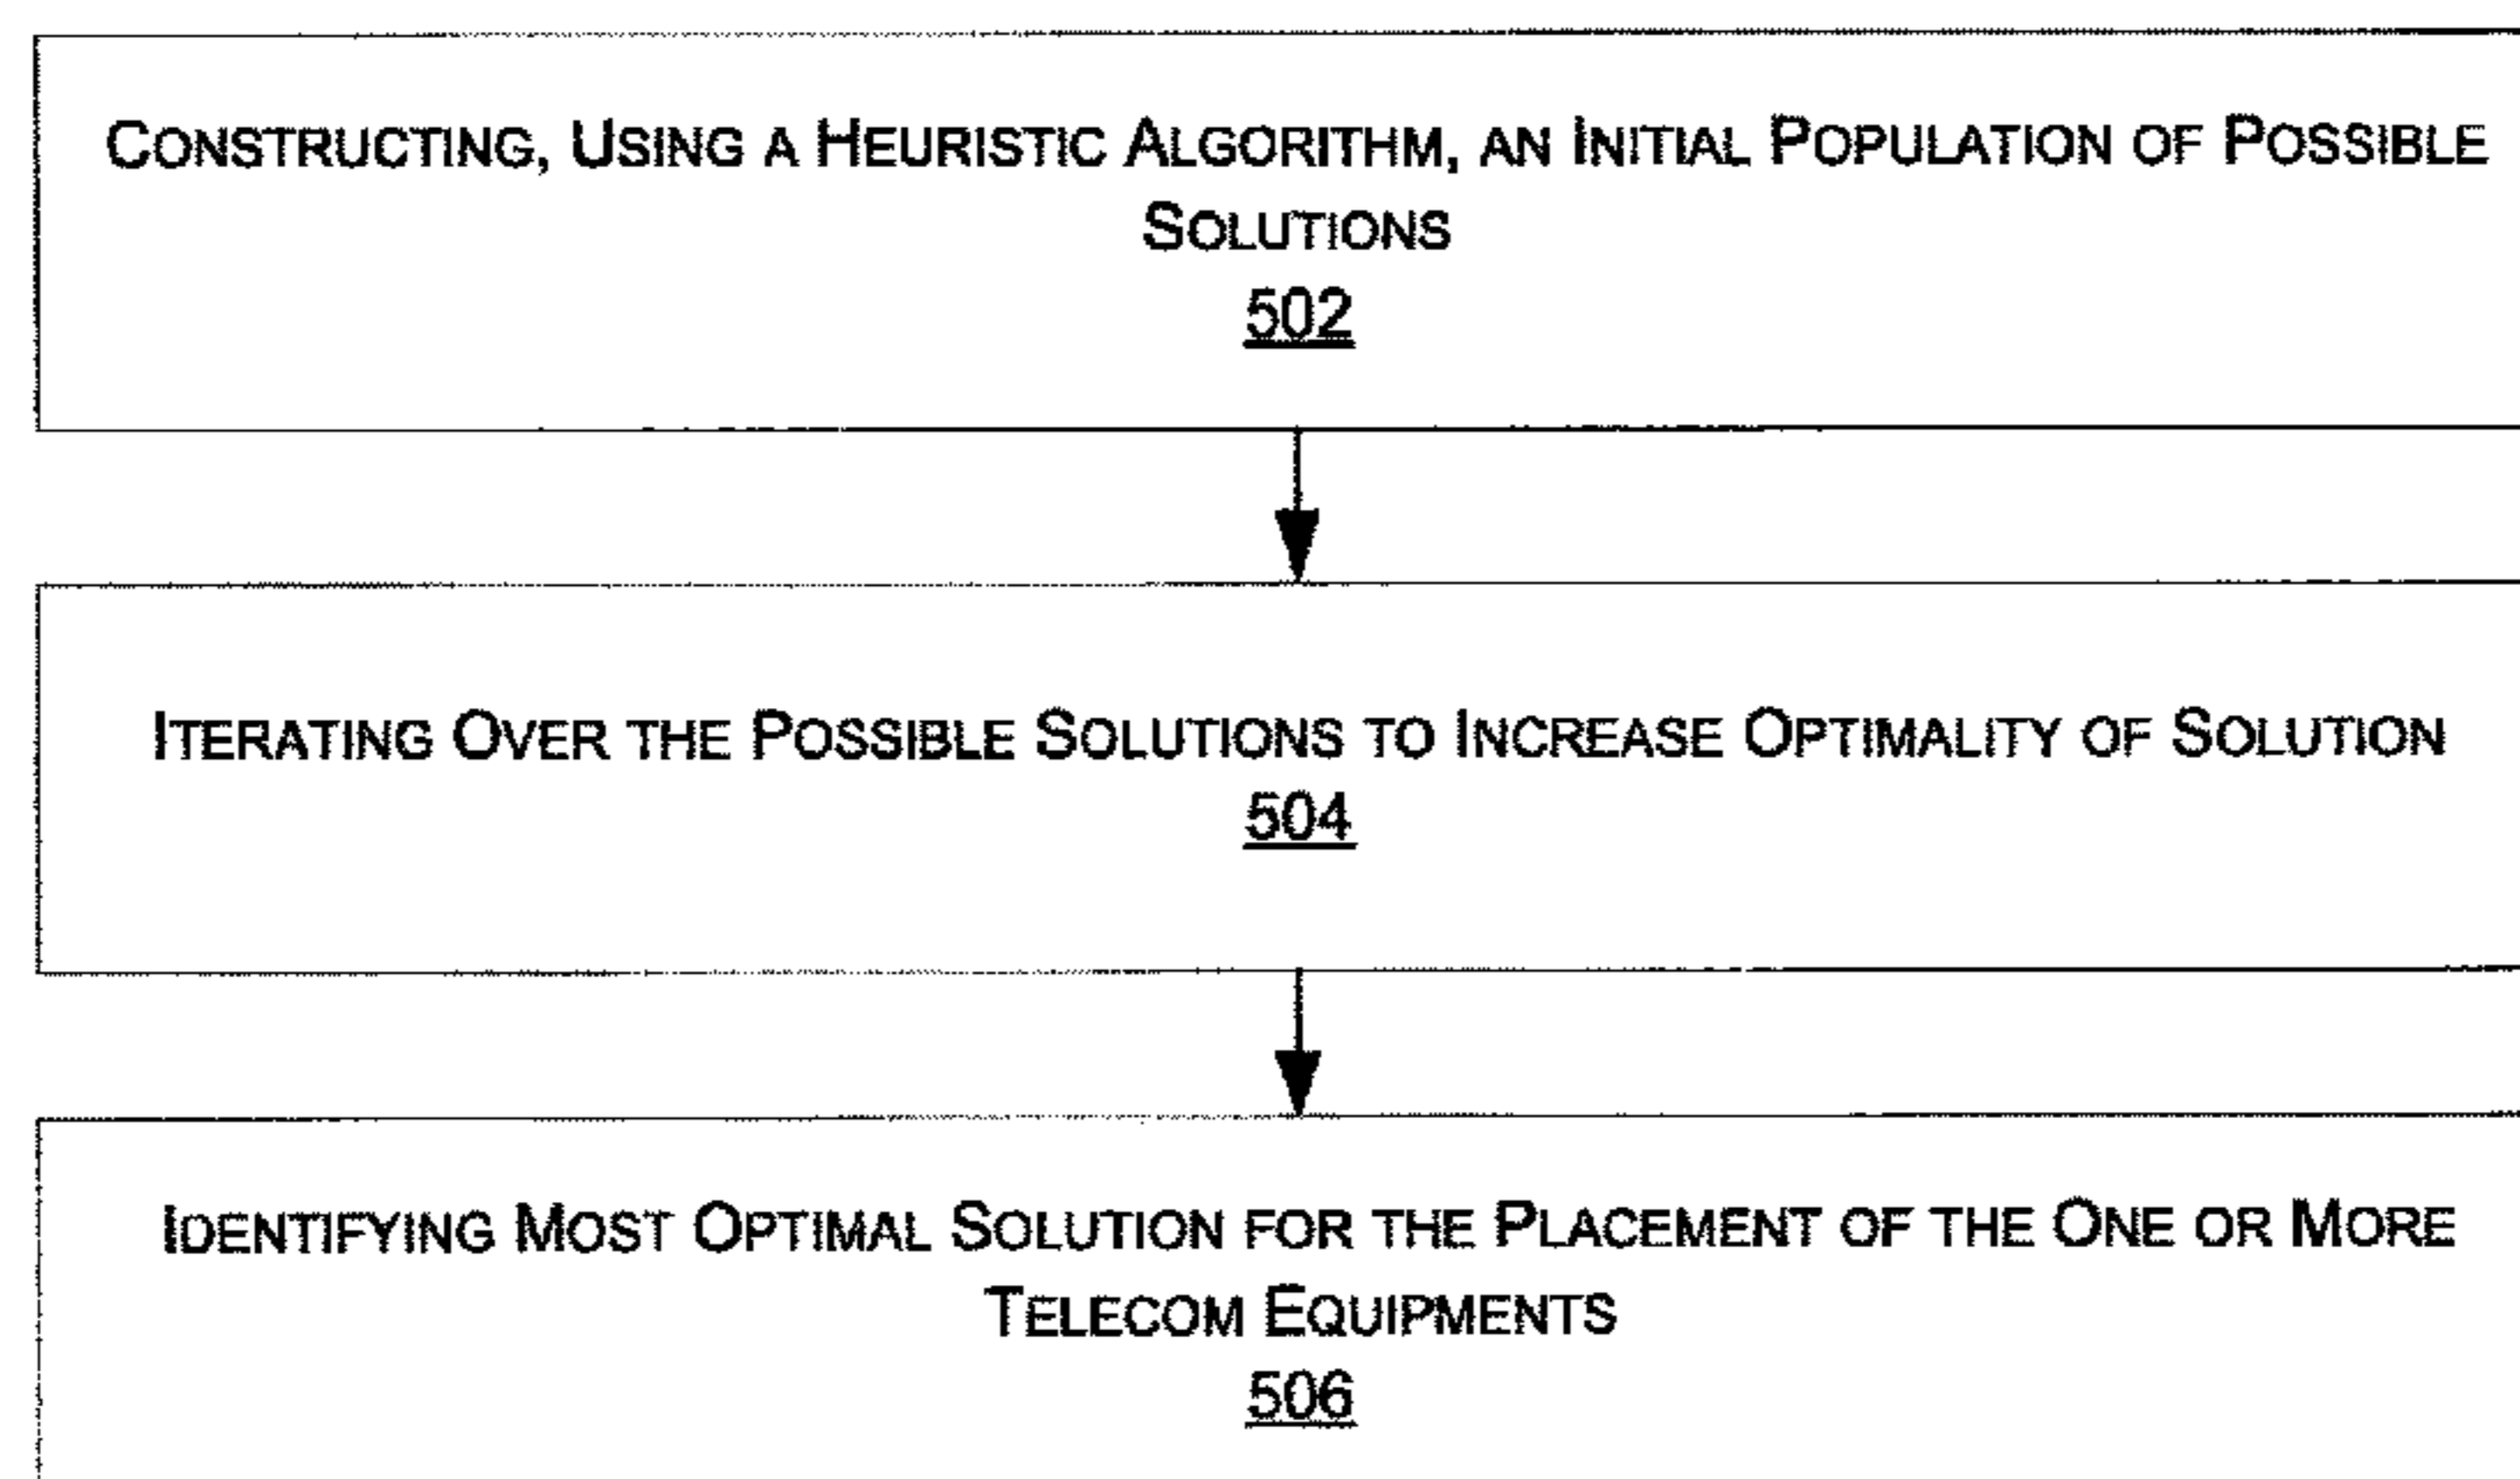 Constructing, Using a Heuristic Algorithm, an Initial Population of Possible
Solutions
502
Iterating Over the Possible Solutions to Increase Optimality of Solution
504
Identifying Most Optimal Solution for the Placement of the One or More
Telecom Equipments
506